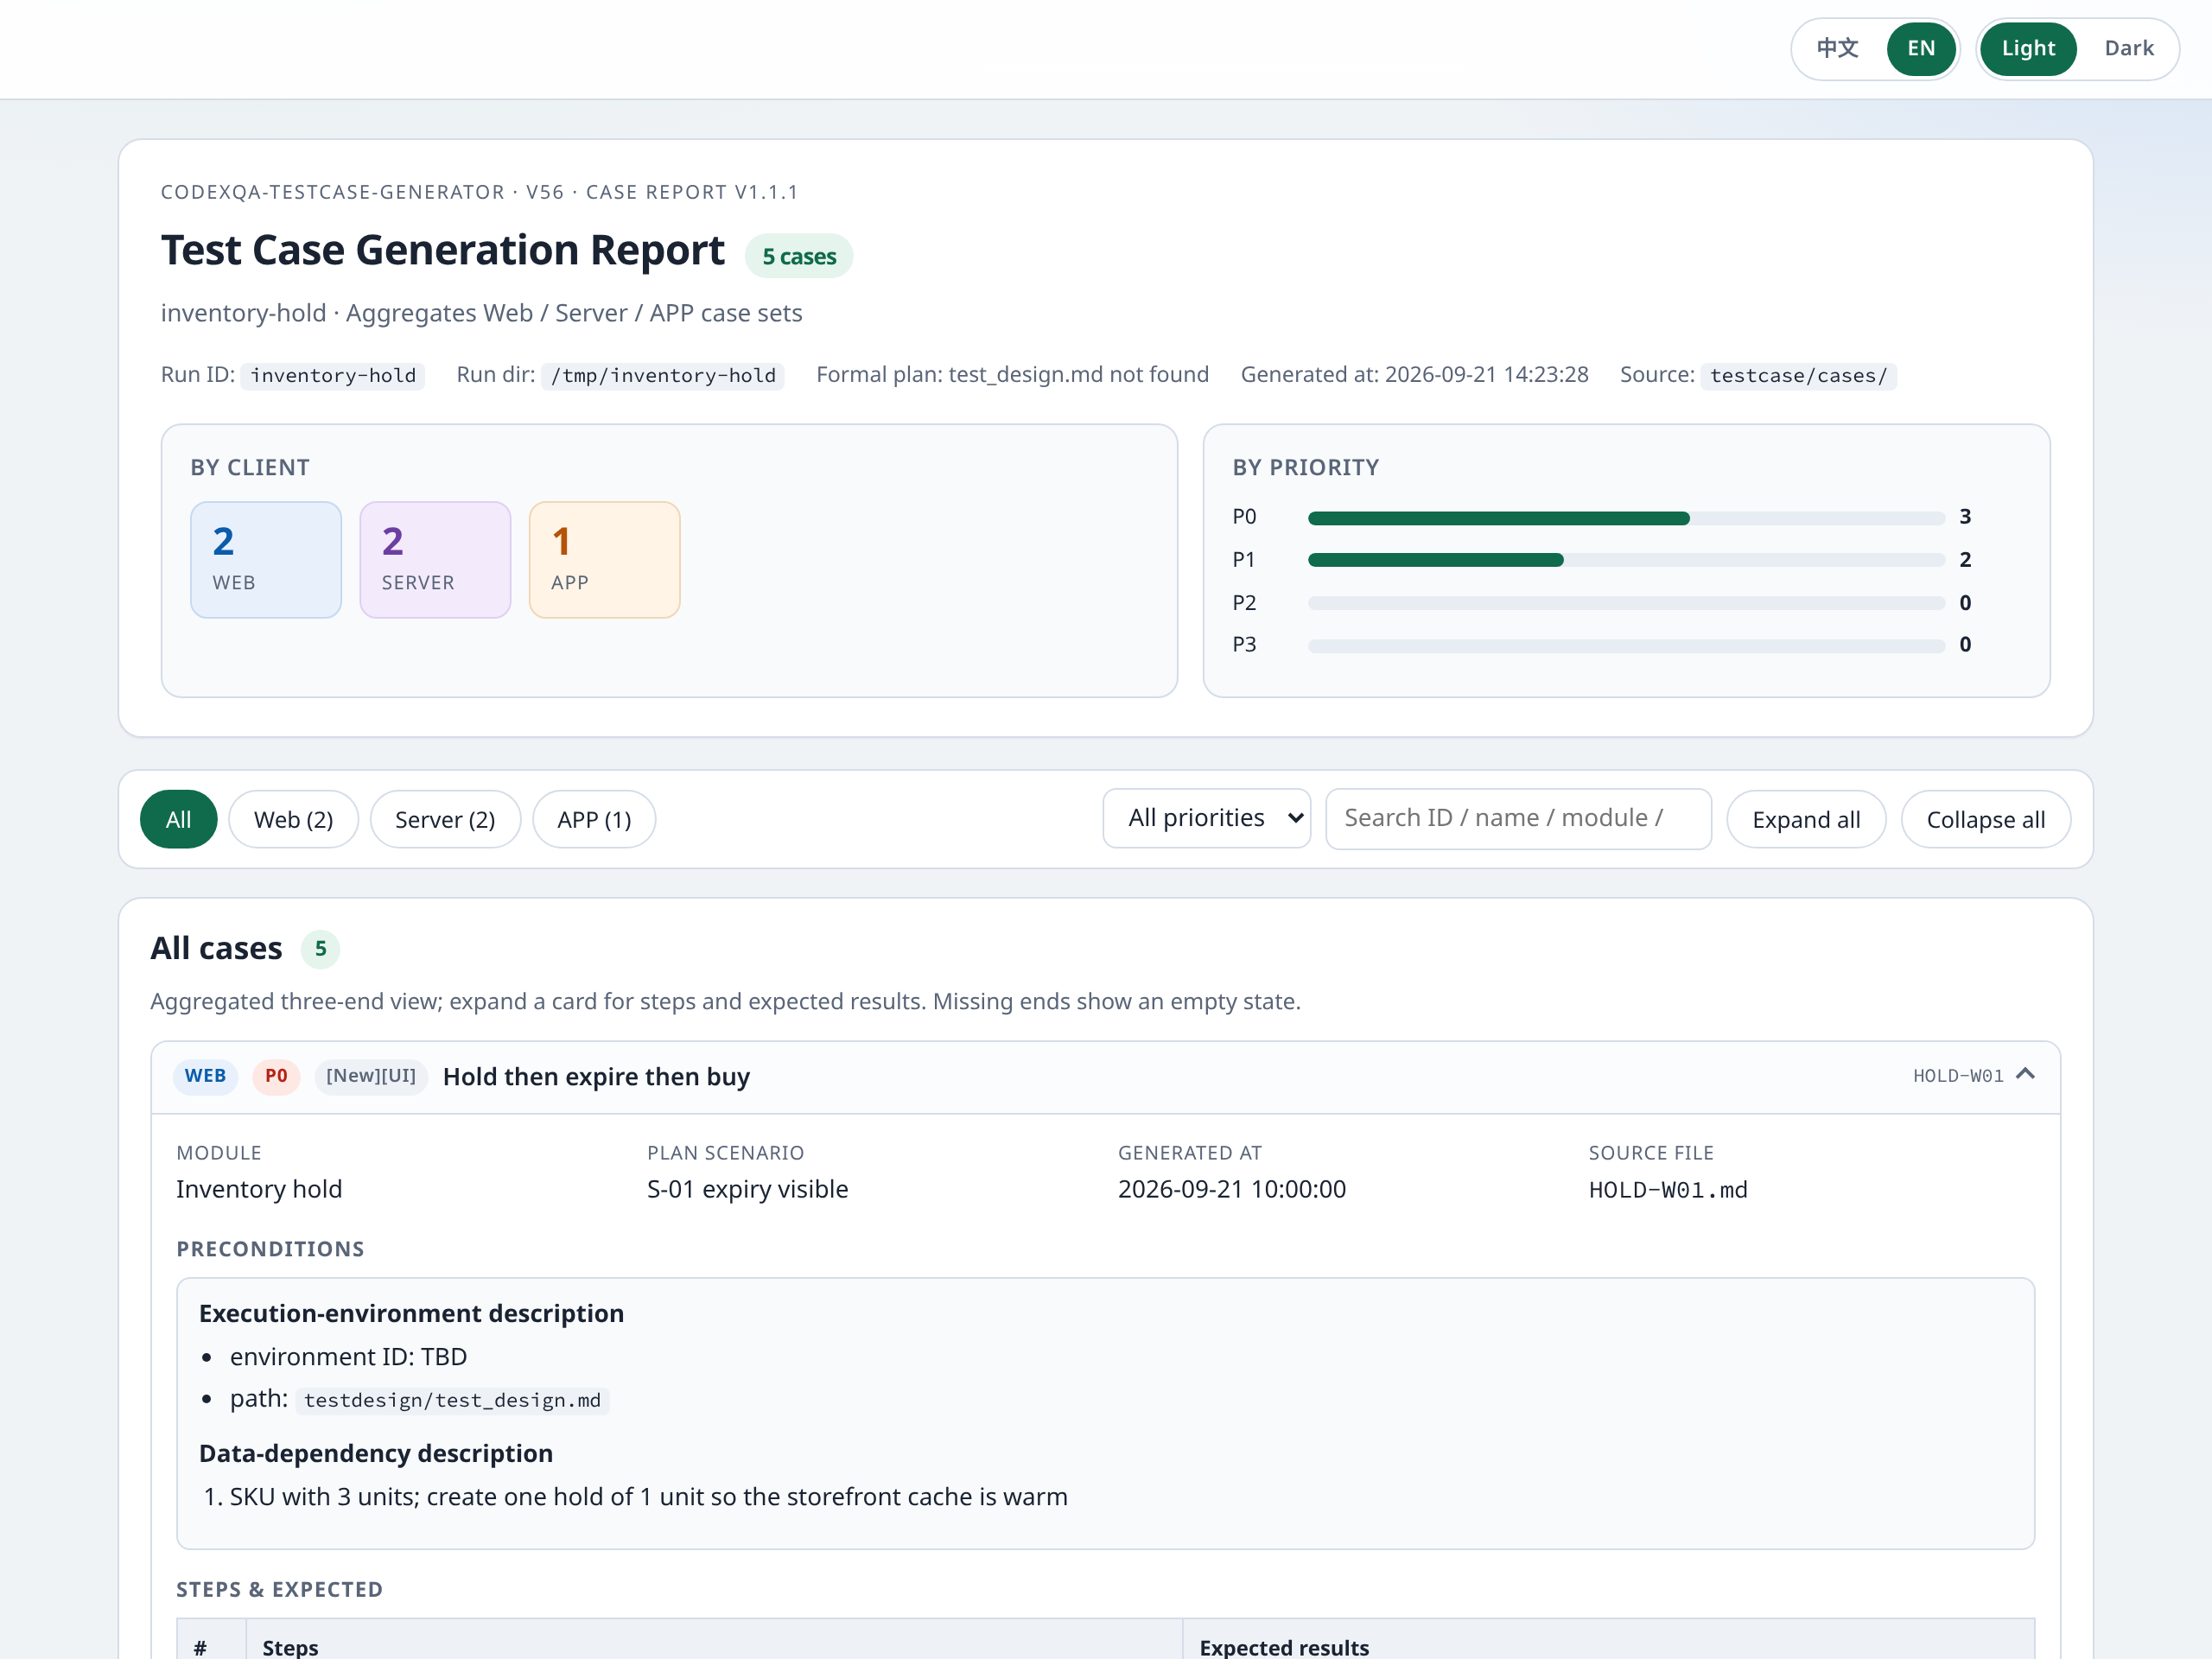 中文 EN Light Dark
CODEXQA-TESTCASE-GENERATOR · V56 · CASE REPORT V1.1.1
Test Case Generation Report 5 cases
inventory-hold · Aggregates Web / Server / APP case sets
Run ID: inventory-hold Run dir: /tmp/inventory-hold Formal plan: test_design.md not found Generated at: 2026-09-21 14:23:28 Source: testcase/cases/
BY CLIENT
2 2 1
WEB SERVER APP
BY PRIORITY
P0 3
P1 2
P2 0
P3 0
All Web (2) Server (2) APP (1) All priorities Search ID / name / module / Expand all Collapse all
All cases 5
Aggregated three-end view; expand a card for steps and expected results. Missing ends show an empty state.
WEB P0 [New][UI] Hold then expire then buy HOLD-W01
MODULE PLAN SCENARIO GENERATED AT SOURCE FILE
Inventory hold S-01 expiry visible 2026-09-21 10:00:00 HOLD-W01.md
PRECONDITIONS
Execution-environment description
• environment ID: TBD
• path: testdesign/test_design.md
Data-dependency description
1. SKU with 3 units; create one hold of 1 unit so the storefront cache is warm
STEPS & EXPECTED
# Steps Expected results